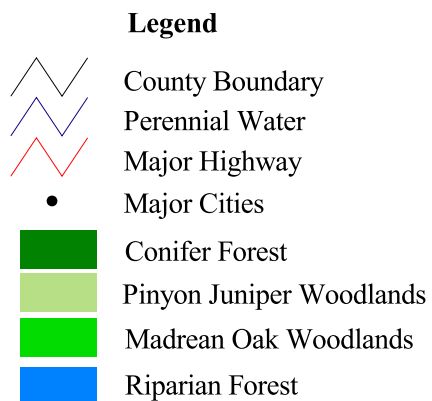 Legend
County Boundary
Perennial Water
Major Highway
Major Cities
Conifer Forest
Pinyon Juniper Woodlands
Madrean Oak Woodlands
Riparian Forest